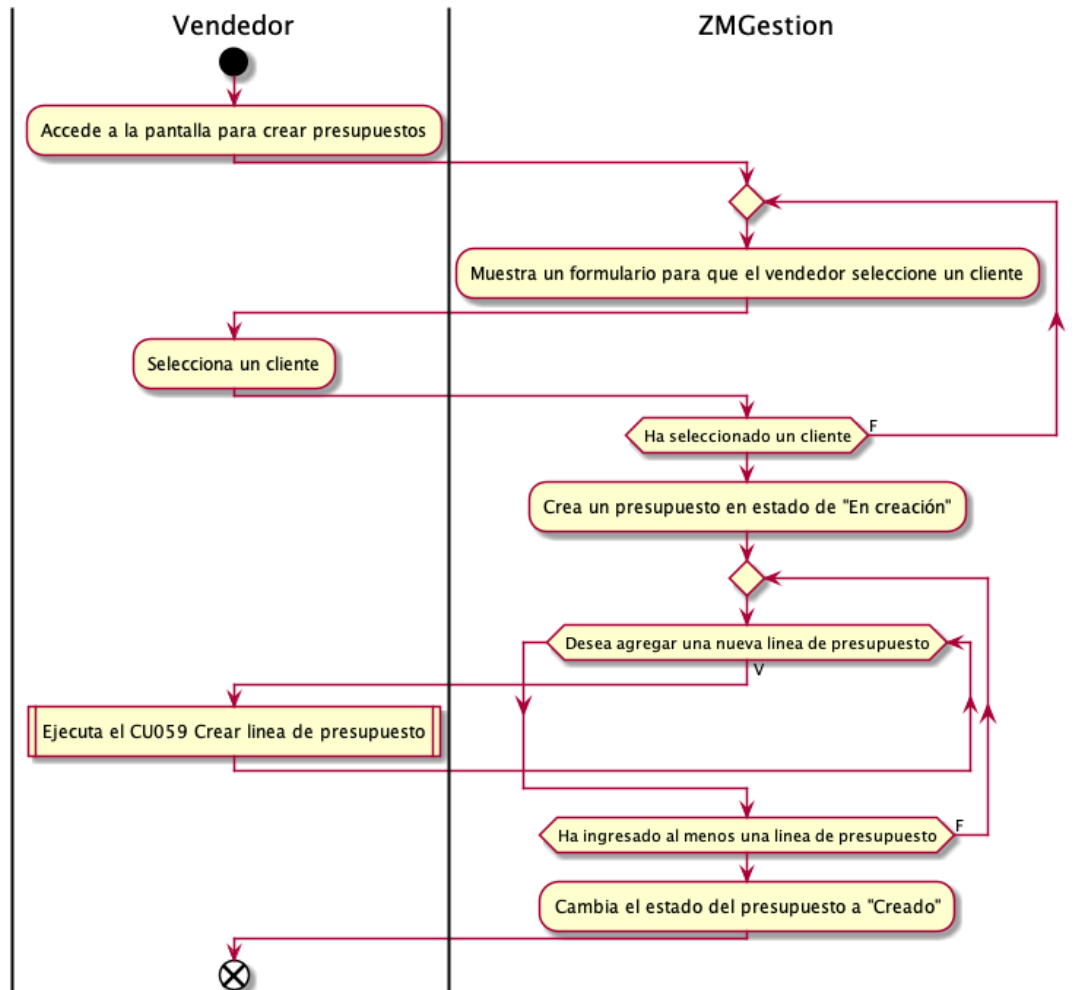 Vendedor
ZMGestion
Accede a la pantalla para crear presupuestos
Muestra un formulario para que el vendedor seleccione un cliente
Selecciona un cliente
Ha seleccionado un cliente
F
Crea un presupuesto en estado de "En creación"
Desea agregar una nueva linea de presupuesto
V
Ejecuta el CU059 Crear linea de presupuesto
Ha ingresado al menos una linea de presupuesto
F
Cambia el estado del presupuesto a "Creado"